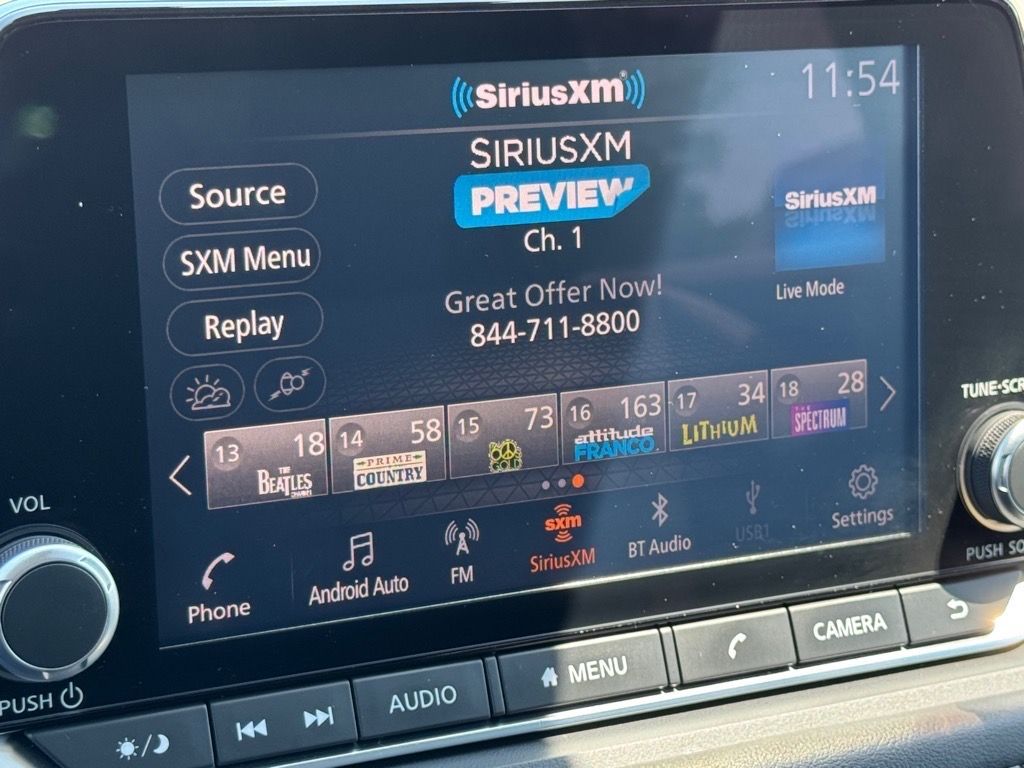 SiriusXM®
11:54
SIRIUSXM
PREVIEW
Ch. 1
Source
SXM Menu
Replay
SiriusXM
Live Mode
Great Offer Now!
844-711-8800
13 18 THE BEATLES CHANNEL
14 58 PRIME COUNTRY
15 73 60s GOLD
16 163 attitude FRANCO
17 34 LITHIUM
18 28 THE SPECTRUM
Phone
Android Auto
FM
sxm
SiriusXM
BT Audio
USB1
Settings
VOL
PUSH
TUNE·SCR
PUSH SO
AUDIO
MENU
CAMERA